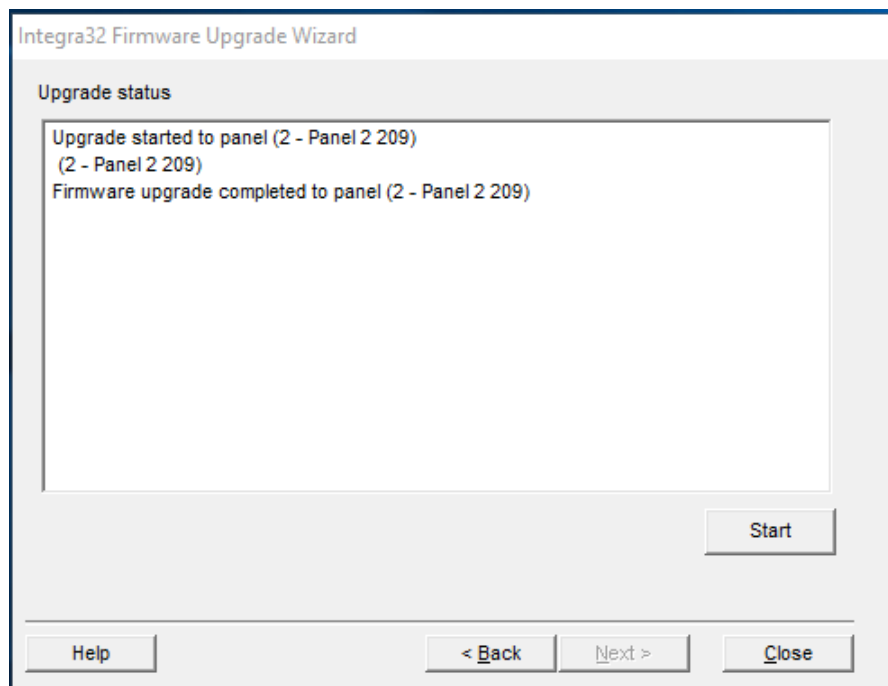 Integra32 Firmware Upgrade Wizard
Upgrade status
Upgrade started to panel (2 - Panel 2 209)
(2 - Panel 2 209)
Firmware upgrade completed to panel (2 - Panel 2 209)
Start
Help
< Back
Next >
Close